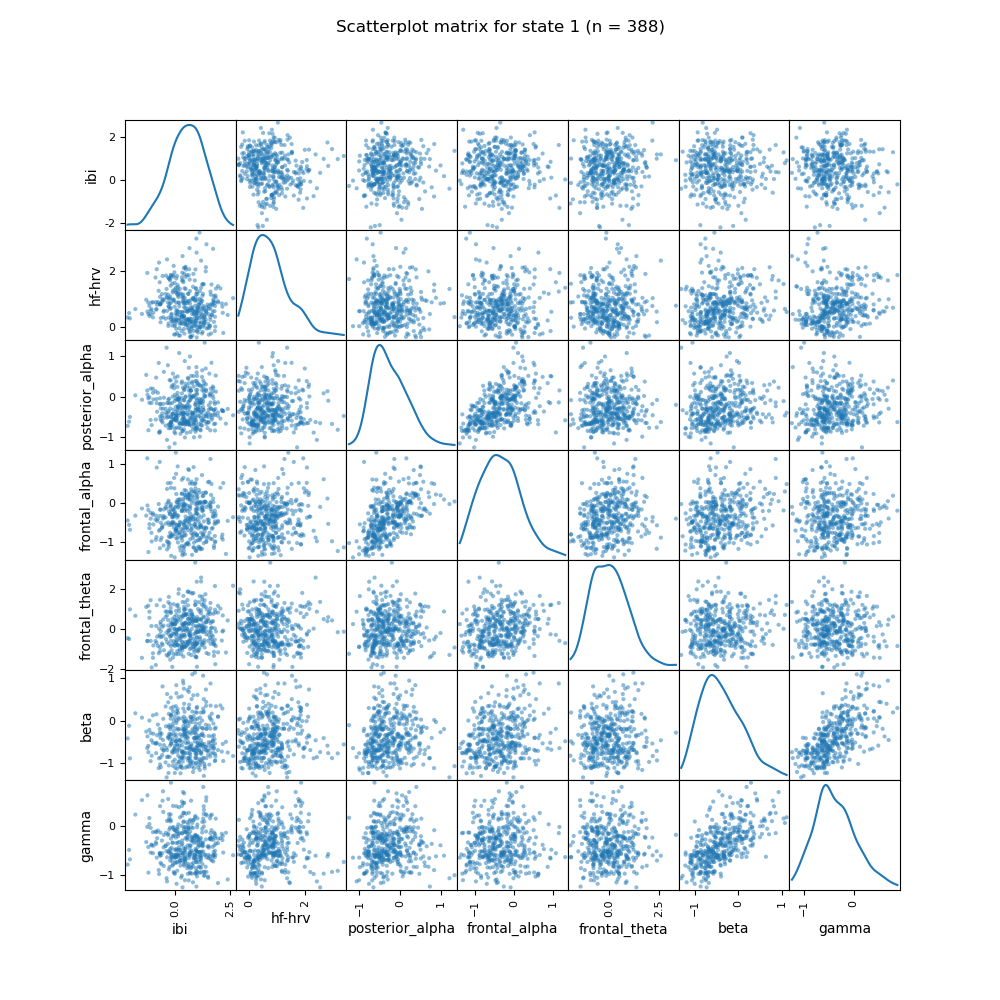 Scatterplot matrix for state 1 (n = 388)
ibi
2
0
-2
hf-hrv
2
0
posterior_alpha
1
0
−1
frontal_alpha
1
0
−1
frontal_theta
2
0
−2
beta
1
0
−1
gamma
0
−1
0.0
2.5
0
2
−1
0
1
−1
0
1
0.0
2.5
−1
0
1
−1
0
ibi
hf-hrv
posterior_alpha
frontal_alpha
frontal_theta
beta
gamma